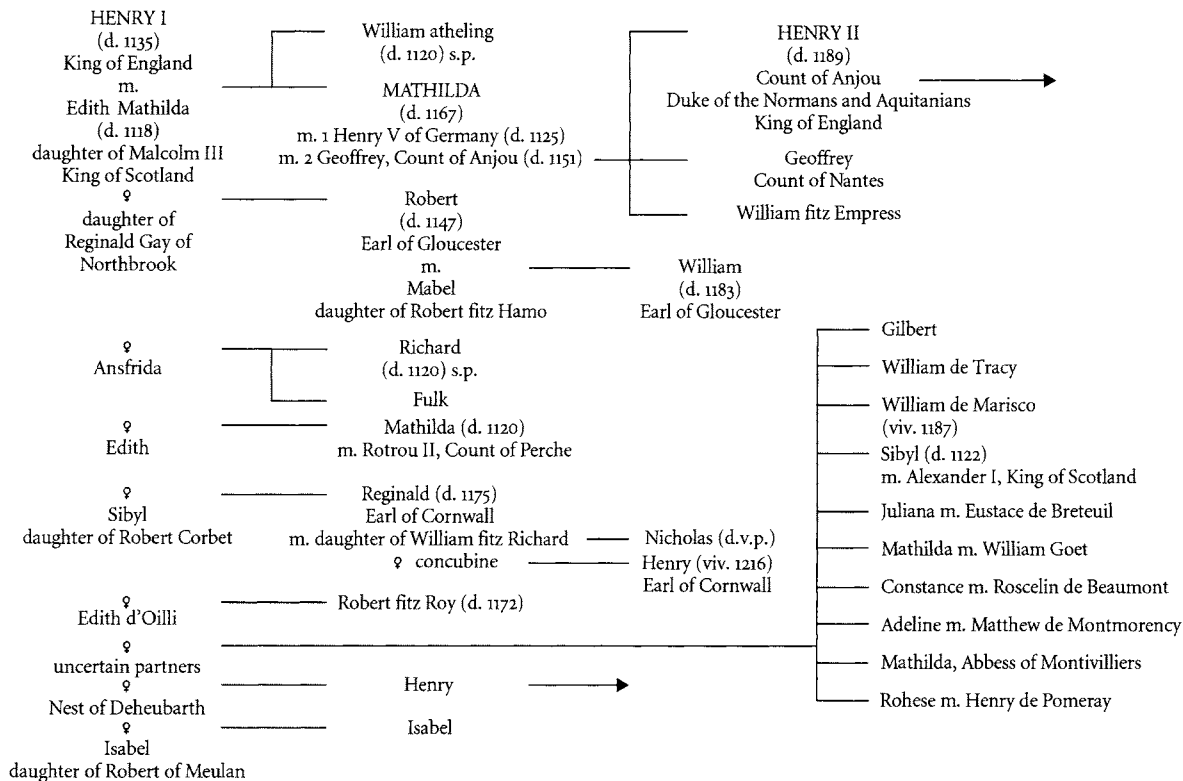 HENRY I
(d. 1135)
King of England
m.
Edith Mathilda
(d. 1118)
daughter of Malcolm III
King of Scotland
♀
daughter of
Reginald Gay of
Northbrook
♀
Ansfrida
♀
Edith
♀
Sibyl
daughter of Robert Corbet
♀
Edith d'Oilli
♀
uncertain partners
♀
Nest of Deheubarth
♀
Isabel
daughter of Robert of Meulan
William atheling
(d. 1120) s.p.
MATHILDA
(d. 1167)
m. 1 Henry V of Germany (d. 1125)
m. 2 Geoffrey, Count of Anjou (d. 1151)
Robert
(d. 1147)
Earl of Gloucester
m.
Mabel
daughter of Robert fitz Hamo
Richard
(d. 1120) s.p.
Fulk
Mathilda (d. 1120)
m. Rotrou II, Count of Perche
Reginald (d. 1175)
Earl of Cornwall
m. daughter of William fitz Richard
♀ concubine
Robert fitz Roy (d. 1172)
Henry
Isabel
HENRY II
(d. 1189)
Count of Anjou
Duke of the Normans and Aquitanians
King of England
Geoffrey
Count of Nantes
William fitz Empress
William
(d. 1183)
Earl of Gloucester
Nicholas (d.v.p.)
Henry (viv. 1216)
Earl of Cornwall
Gilbert
William de Tracy
William de Marisco
(viv. 1187)
Sibyl (d. 1122)
m. Alexander I, King of Scotland
Juliana m. Eustace de Breteuil
Mathilda m. William Goet
Constance m. Roscelin de Beaumont
Adeline m. Matthew de Montmorency
Mathilda, Abbess of Montivilliers
Rohese m. Henry de Pomeray